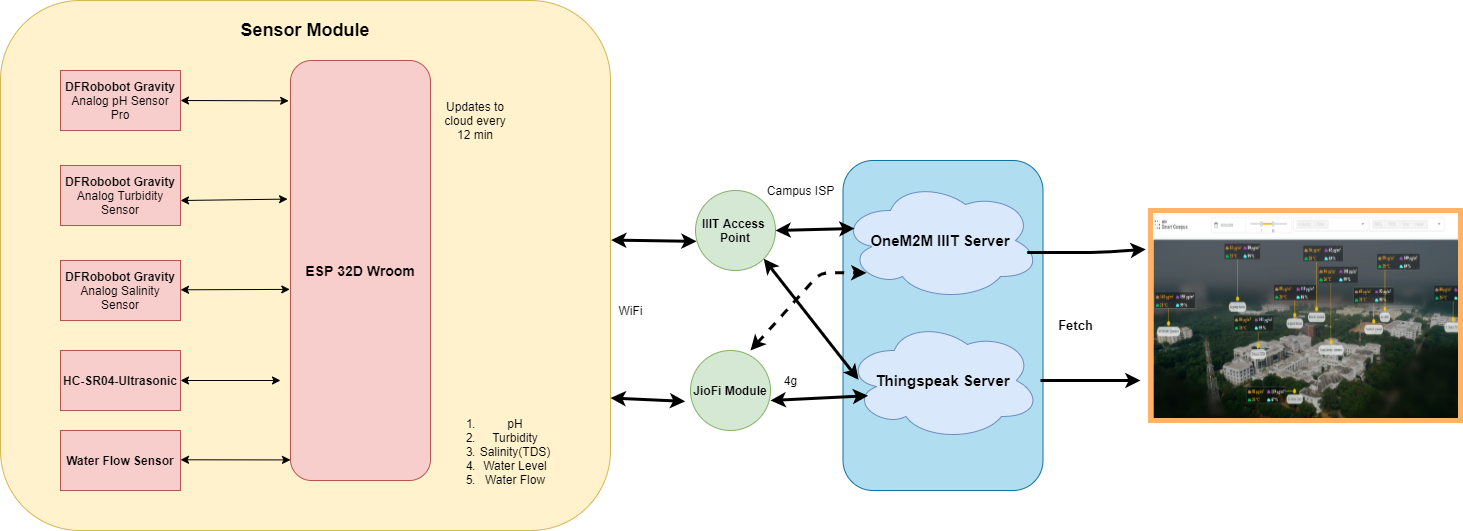 Sensor Module
DFRobobot Gravity
Analog pH Sensor
Pro
DFRobobot Gravity
Analog Turbidity
Sensor
DFRobobot Gravity
Analog Salinity
Sensor
HC-SR04-Ultrasonic
Water Flow Sensor
ESP 32D Wroom
Updates to
cloud every
12 min
1. pH
2. Turbidity
3. Salinity(TDS)
4. Water Level
5. Water Flow
WiFi
IIIT Access
Point
JioFi Module
Campus ISP
4g
OneM2M IIIT Server
Thingspeak Server
Fetch
Smart Campus